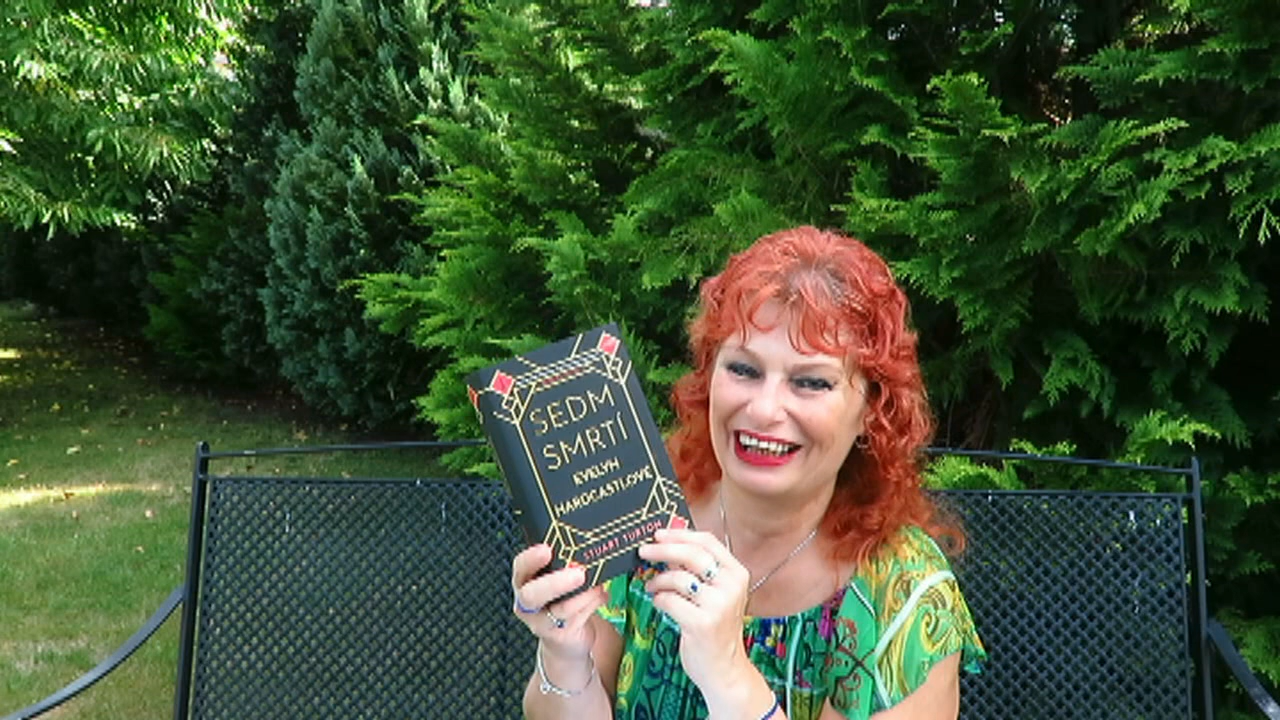 SEDM
SMRTÍ
EVELYN
HARDCASTLOVÉ
STUART TURTON